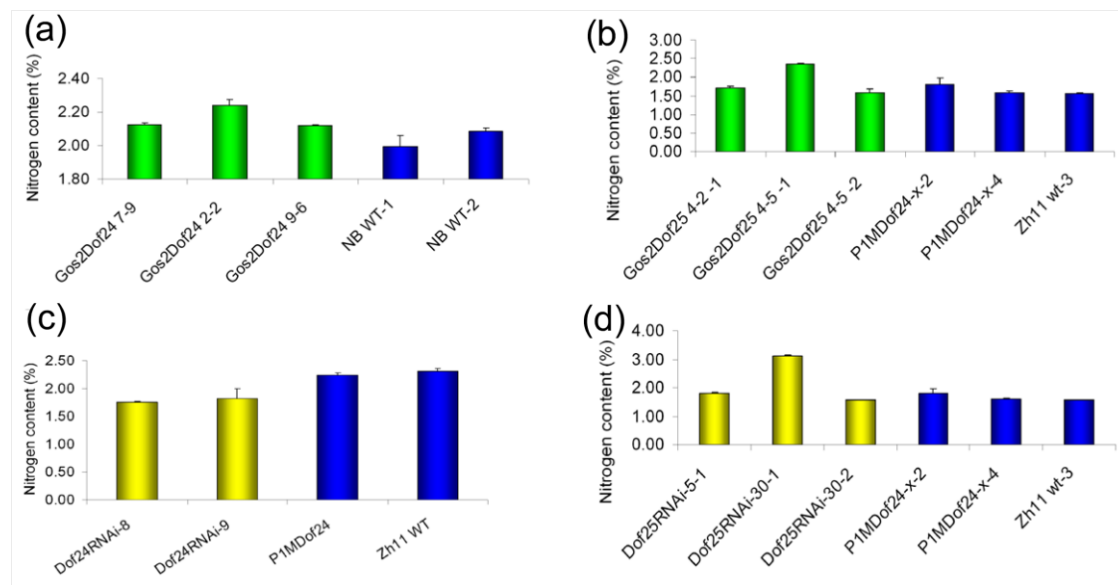 (a)
Nitrogen content (%)
2.40
2.20
2.00
1.80
Gos2Dof24 7-9
Gos2Dof24 2-2
Gos2Dof24 9-6
NB WT-1
NB WT-2
(b)
Nitrogen content (%)
3.00
2.50
2.00
1.50
1.00
0.50
0.00
Gos2Dof25 4-2 -1
Gos2Dof25 4-5 -1
Gos2Dof25 4-5 -2
P1MDof24-x-2
P1MDof24-x-4
Zh11 wt-3
(c)
Nitrogen content (%)
2.50
2.00
1.50
1.00
0.50
0.00
Dof24RNAi-8
Dof24RNAi-9
P1MDof24
Zh11 WT
(d)
Nitrogen content (%)
4.00
3.00
2.00
1.00
0.00
Dof25RNAi-5-1
Dof25RNAi-30-1
Dof25RNAi-30-2
P1MDof24-x-2
P1MDof24-x-4
Zh11 wt-3